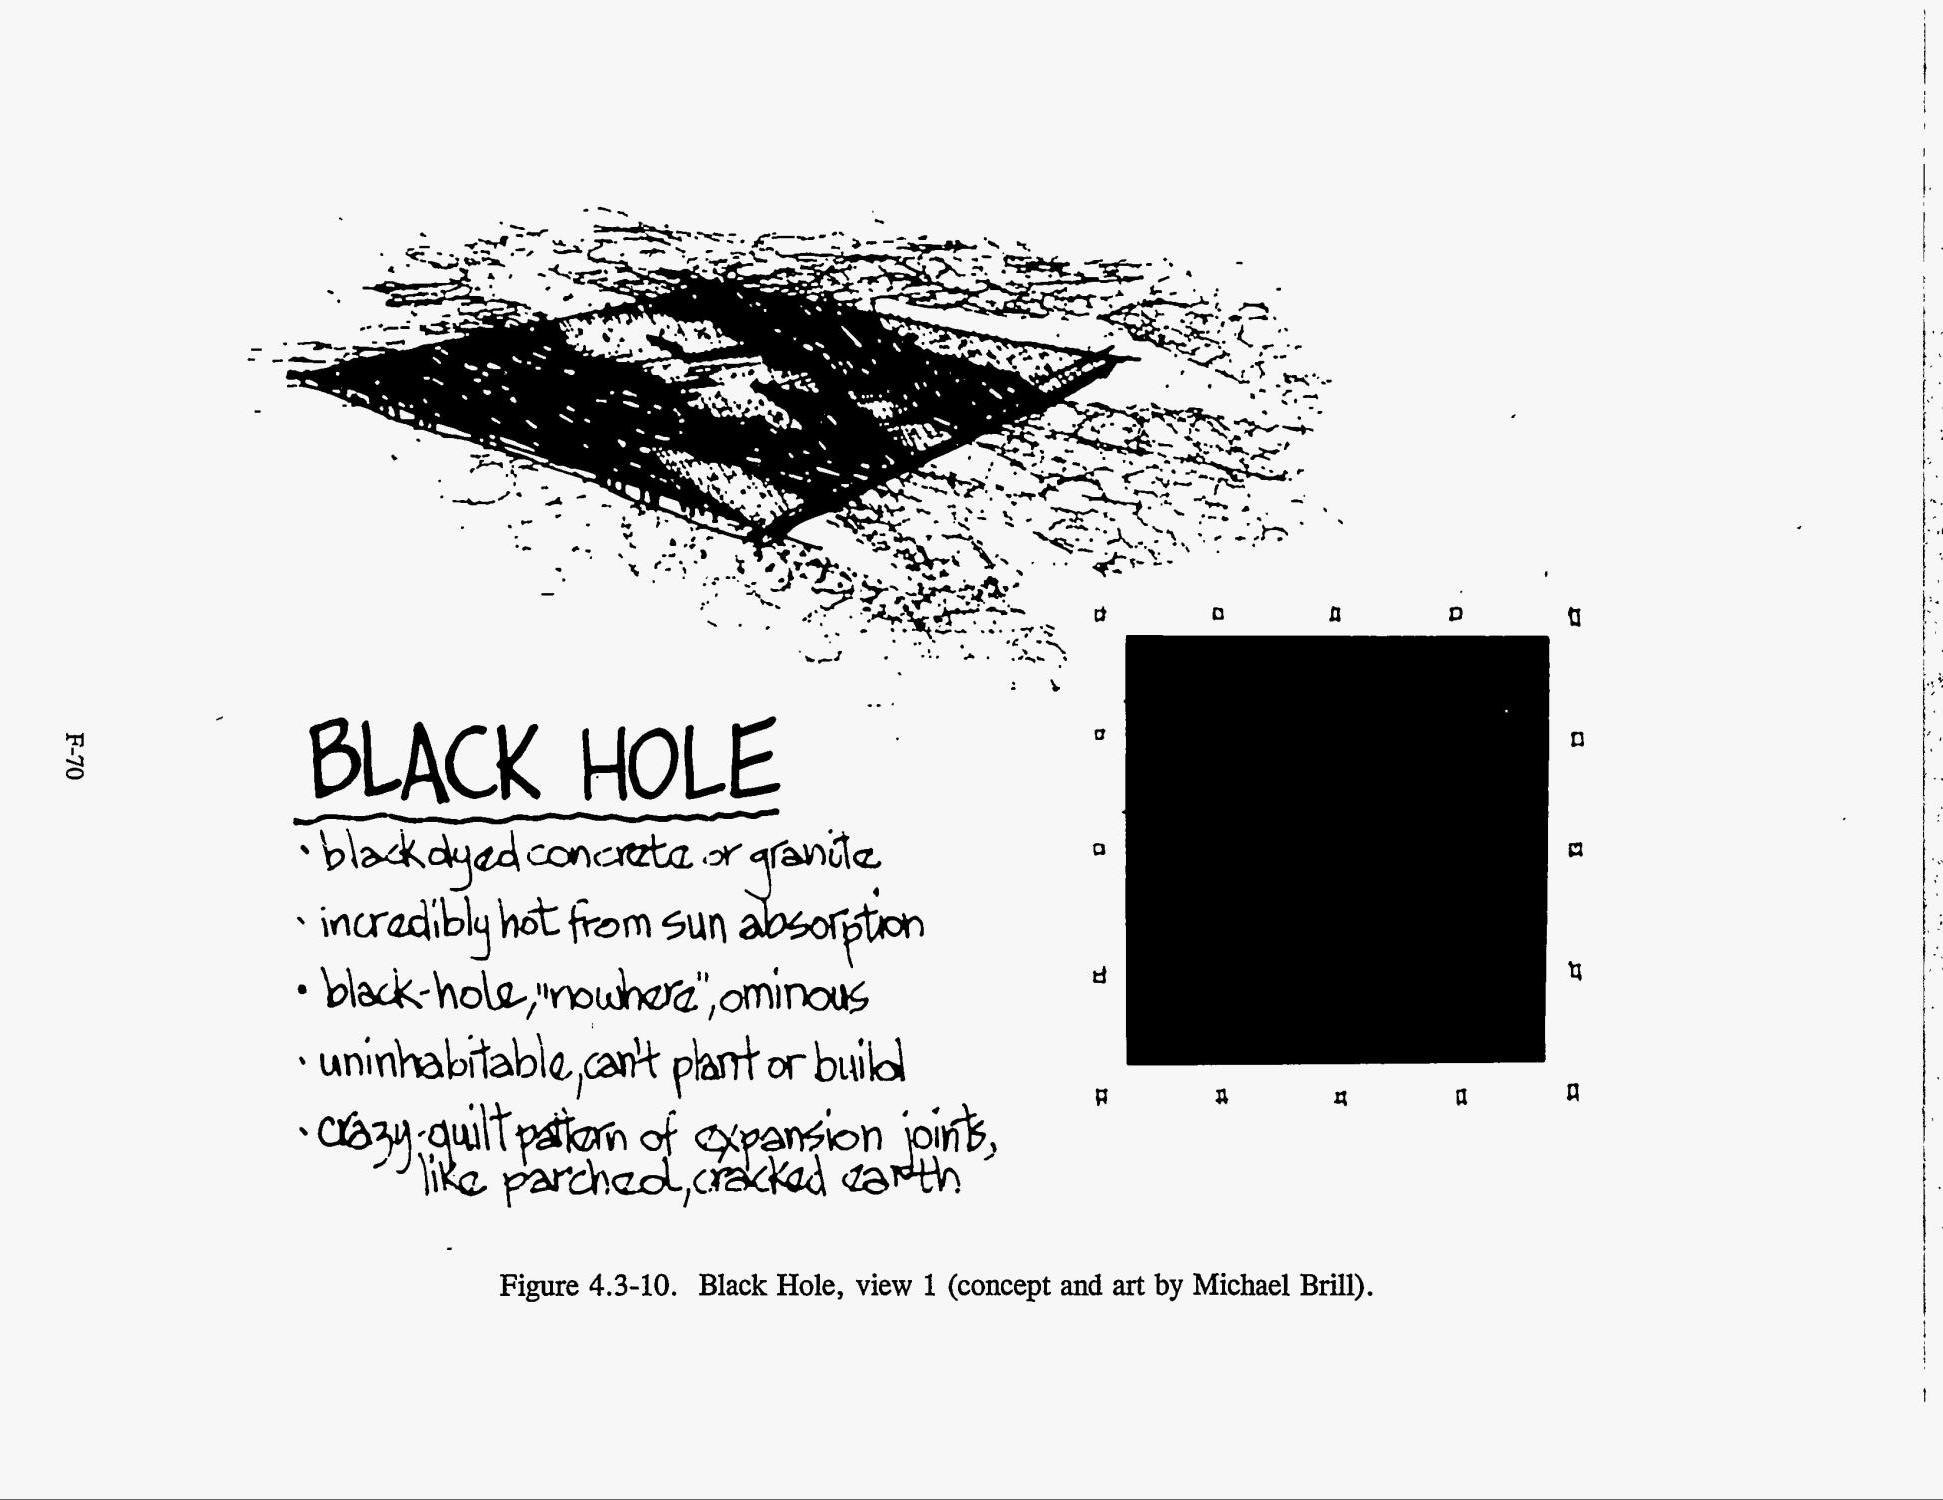 F-70
BLACK HOLE
• black dyed concrete or granite
• incredibly hot from sun absorption
• black-hole, "nowhere", ominous
• uninhabitable, can't plant or build
• crazy-quilt pattern of expansion joints,
like parched, cracked earth
Figure 4.3-10. Black Hole, view 1 (concept and art by Michael Brill).